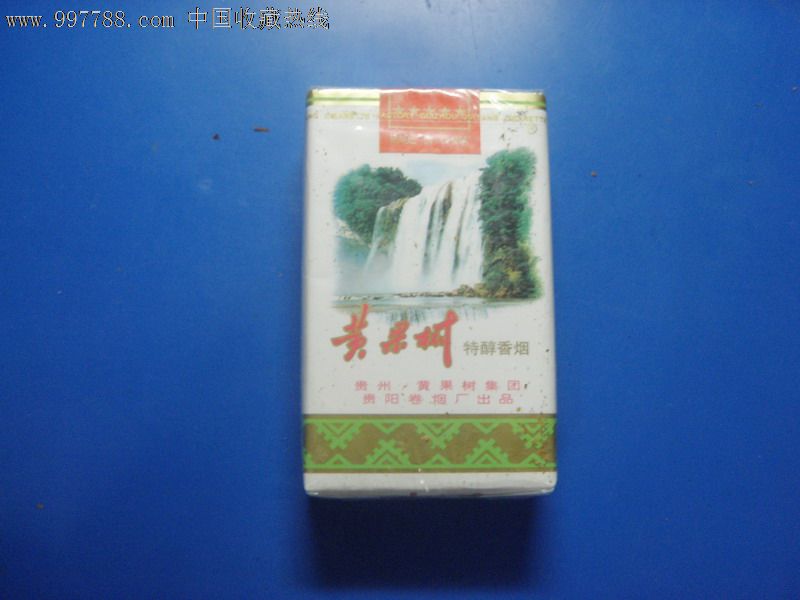 www.997788.com 中国收藏热线
黄果树 特醇香烟
贵州 黄果树集团
贵阳卷烟厂出品